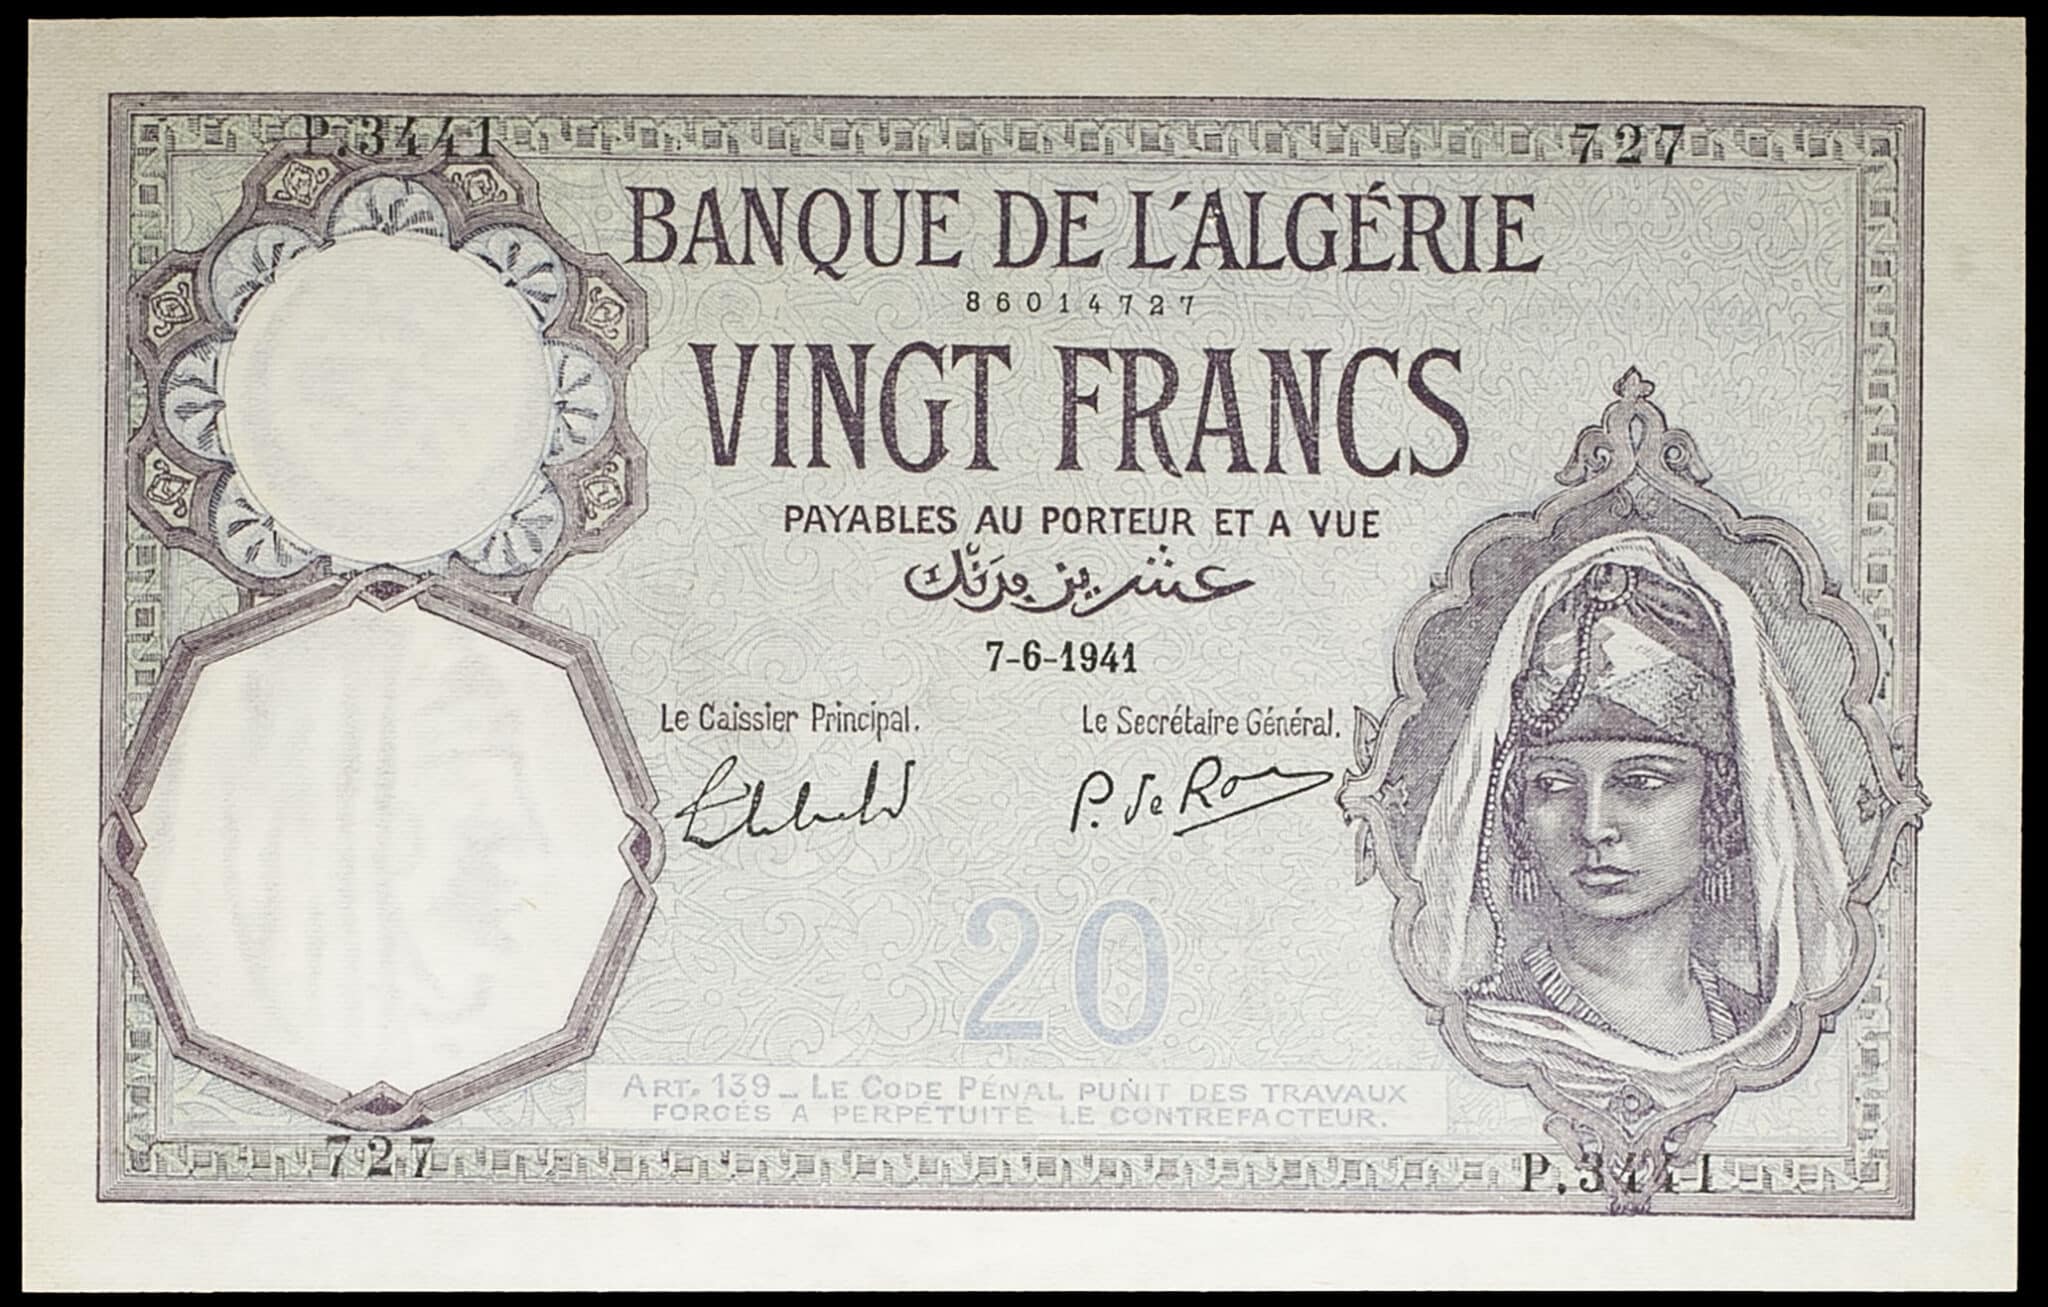 P.3441
727
BANQUE DE L'ALGÉRIE
86014727
VINGT FRANCS
PAYABLES AU PORTEUR ET A VUE
عشرين فرنك
7-6-1941
Le Caissier Principal.
Le Secrétaire Général.
20
ART. 139 _ LE CODE PÉNAL PUNIT DES TRAVAUX
FORCÉS A PERPÉTUITÉ LE CONTREFACTEUR.
727
P.3441